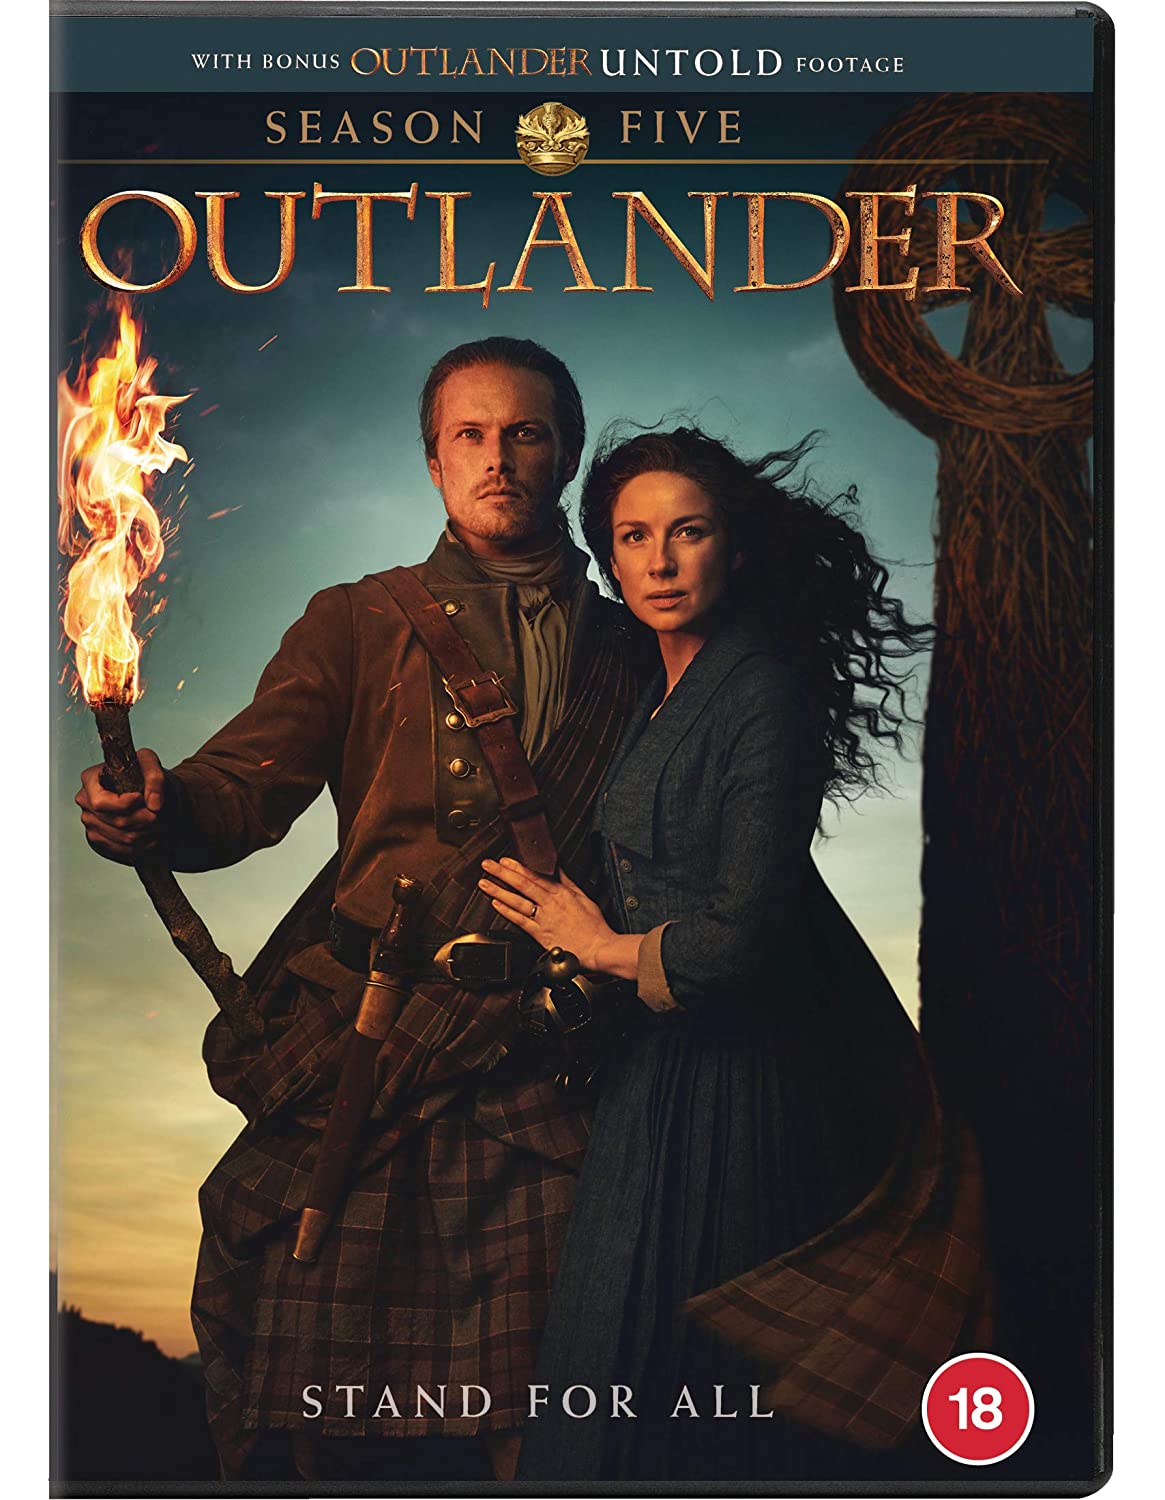 WITH BONUS OUTLANDER UNTOLD FOOTAGE
SEASON FIVE
OUTLANDER
STAND FOR ALL
18